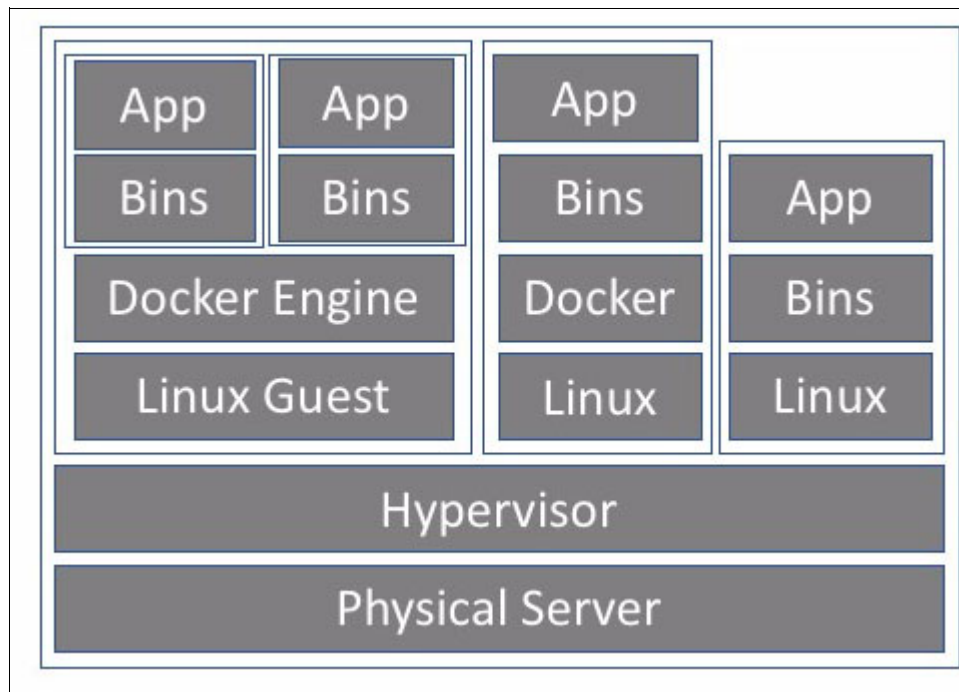 App
Bins
App
Bins
Docker Engine
Linux Guest
App
Bins
Docker
Linux
App
Bins
Linux
Hypervisor
Physical Server